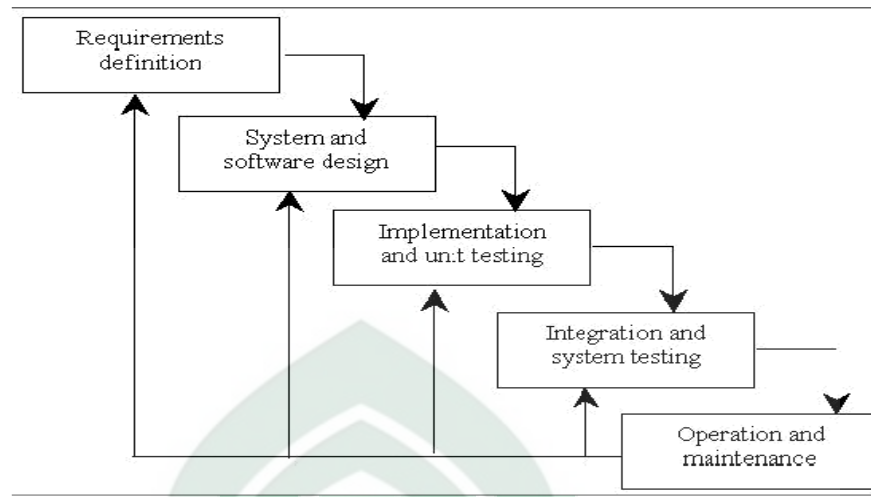 Requirements
definition
System and
software design
Implementation
and un:t testing
Integration and
system testing
Operation and
maintenance